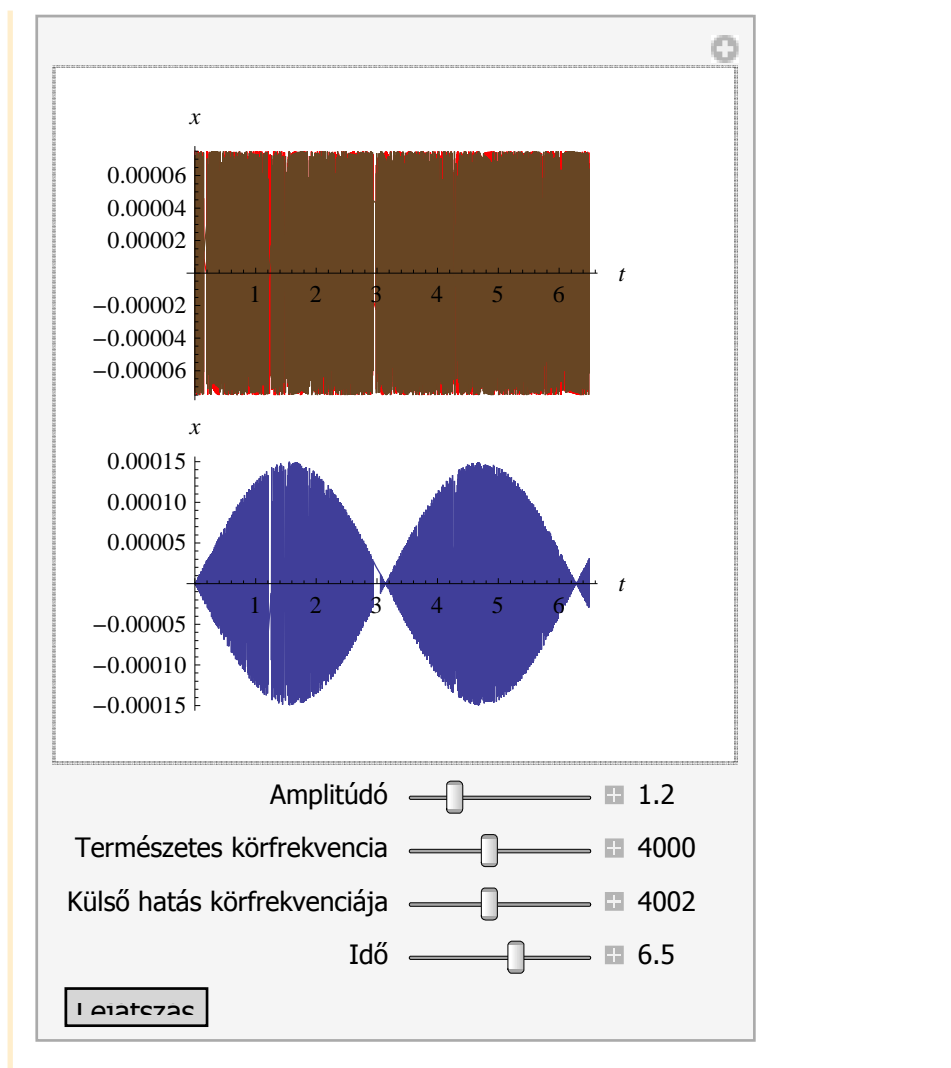 x
0.00006
0.00004
0.00002
1 2 3 4 5 6 t
−0.00002
−0.00004
−0.00006
x
0.00015
0.00010
0.00005
1 2 3 4 5 6 t
−0.00005
−0.00010
−0.00015
Amplitúdó 1.2
Természetes körfrekvencia 4000
Külső hatás körfrekvenciája 4002
Idő 6.5
Lejatszas